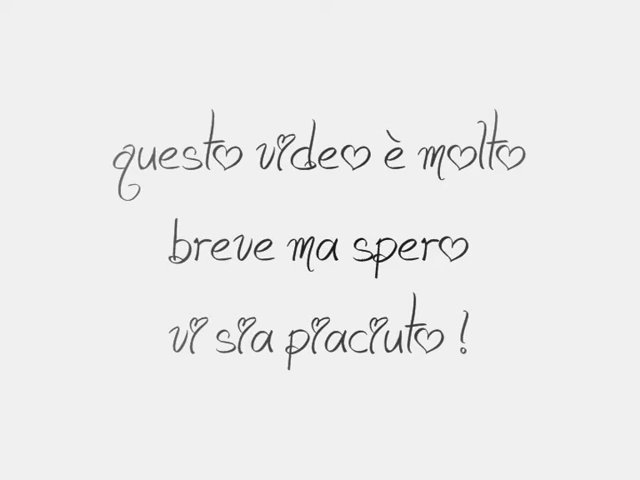 questo video è molto
breve ma spero
vi sia piaciuto !